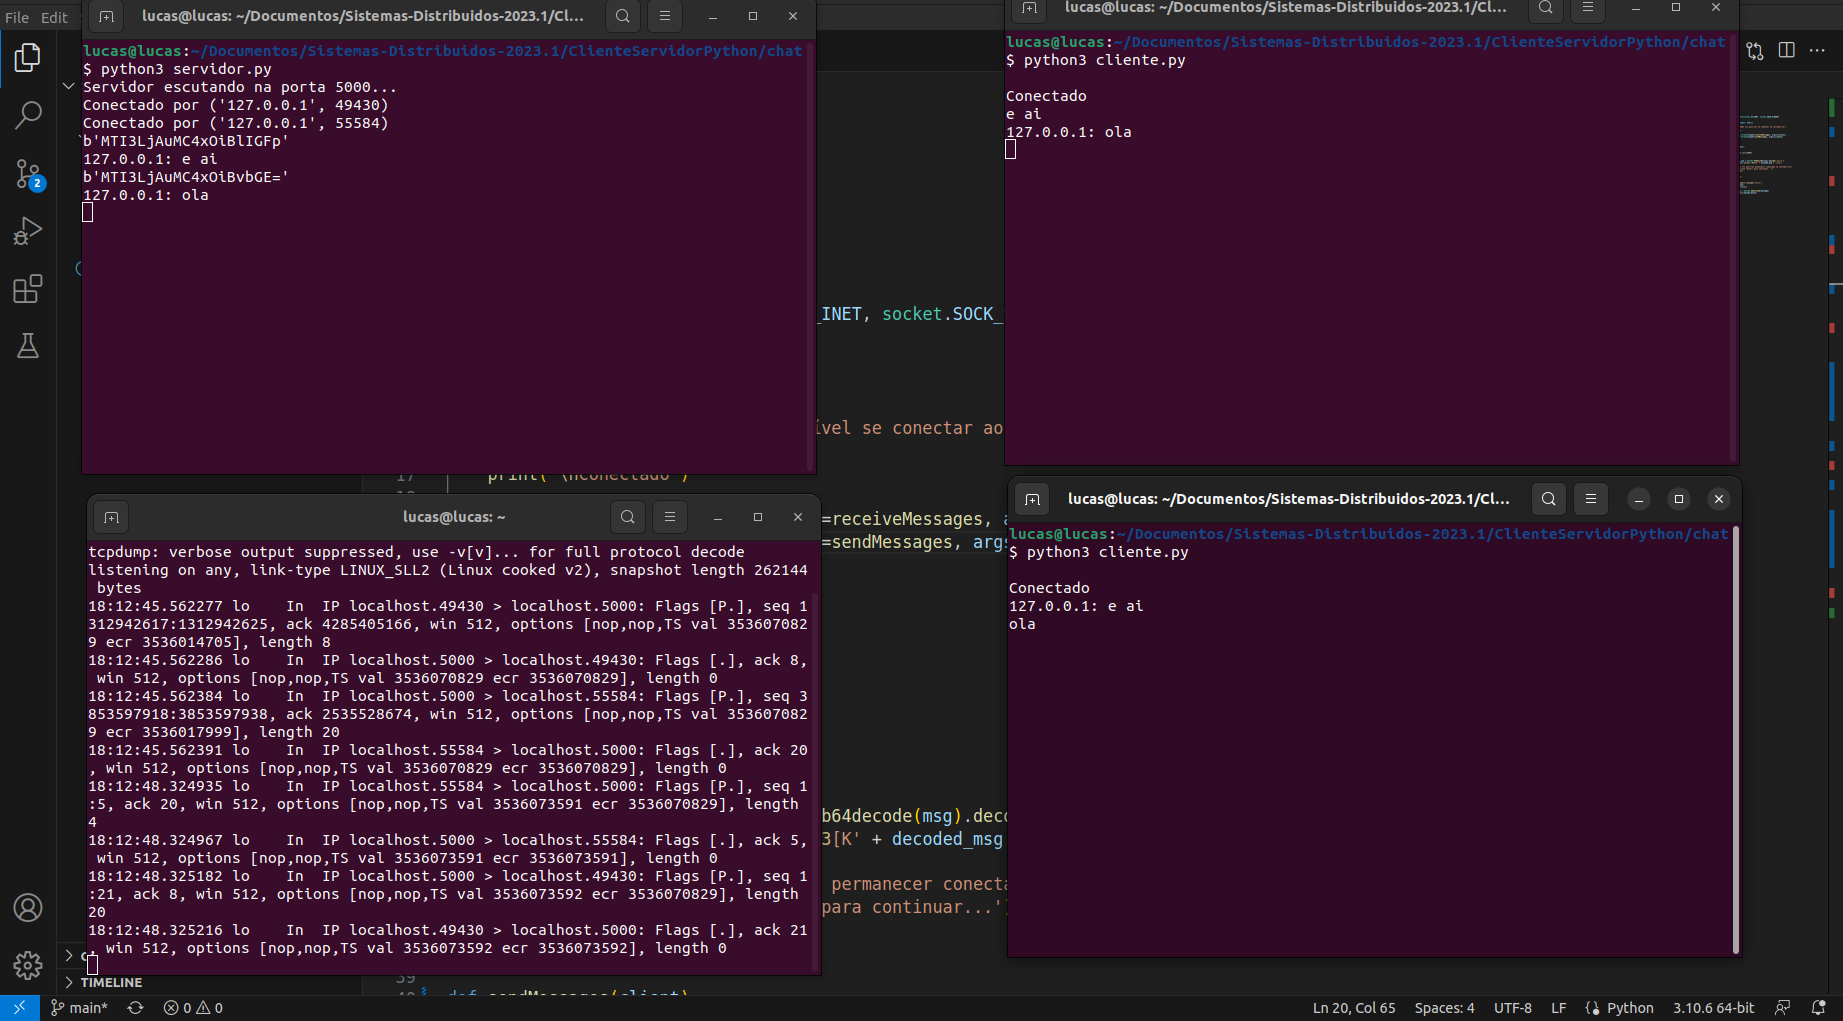 File Edit
lucas@lucas: ~/Documentos/Sistemas-Distribuidos-2023.1/Cl...
lucas@lucas:~/Documentos/Sistemas-Distribuidos-2023.1/ClienteServidorPython/chat
$ python3 servidor.py
Servidor escutando na porta 5000...
Conectado por ('127.0.0.1', 49430)
Conectado por ('127.0.0.1', 55584)
b'MTI3LjAuMC4xOiBlIGFp'
127.0.0.1: e ai
b'MTI3LjAuMC4xOiBvbGE='
127.0.0.1: ola
lucas@lucas: ~/Documentos/Sistemas-Distribuidos-2023.1/Cl...
lucas@lucas:~/Documentos/Sistemas-Distribuidos-2023.1/ClienteServidorPython/chat
$ python3 cliente.py
Conectado
e ai
127.0.0.1: ola
2
_INET, socket.SOCK_
ível se conectar ao
17 print('\nConectado')
=receiveMessages, a
=sendMessages, args
b64decode(msg).deco
3[K' + decoded_msg
permanecer conecta
para continuar...')
39
40 def sendMessages(client):
lucas@lucas: ~
tcpdump: verbose output suppressed, use -v[v]... for full protocol decode
listening on any, link-type LINUX_SLL2 (Linux cooked v2), snapshot length 262144
bytes
18:12:45.562277 lo    In  IP localhost.49430 > localhost.5000: Flags [P.], seq 1
312942617:1312942625, ack 4285405166, win 512, options [nop,nop,TS val 353607082
9 ecr 3536014705], length 8
18:12:45.562286 lo    In  IP localhost.5000 > localhost.49430: Flags [.], ack 8,
win 512, options [nop,nop,TS val 3536070829 ecr 3536070829], length 0
18:12:45.562384 lo    In  IP localhost.5000 > localhost.55584: Flags [P.], seq 3
853597918:3853597938, ack 2535528674, win 512, options [nop,nop,TS val 353607082
9 ecr 3536017999], length 20
18:12:45.562391 lo    In  IP localhost.55584 > localhost.5000: Flags [.], ack 20
, win 512, options [nop,nop,TS val 3536070829 ecr 3536070829], length 0
18:12:48.324935 lo    In  IP localhost.55584 > localhost.5000: Flags [P.], seq 1
:5, ack 20, win 512, options [nop,nop,TS val 3536073591 ecr 3536070829], length
4
18:12:48.324967 lo    In  IP localhost.5000 > localhost.55584: Flags [.], ack 5,
win 512, options [nop,nop,TS val 3536073591 ecr 3536073591], length 0
18:12:48.325182 lo    In  IP localhost.5000 > localhost.49430: Flags [P.], seq 1
:21, ack 8, win 512, options [nop,nop,TS val 3536073592 ecr 3536070829], length
20
18:12:48.325216 lo    In  IP localhost.49430 > localhost.5000: Flags [.], ack 21
, win 512, options [nop,nop,TS val 3536073592 ecr 3536073592], length 0
lucas@lucas: ~/Documentos/Sistemas-Distribuidos-2023.1/Cl...
lucas@lucas:~/Documentos/Sistemas-Distribuidos-2023.1/ClienteServidorPython/chat
$ python3 cliente.py
Conectado
127.0.0.1: e ai
ola
TIMELINE
main* 0 0 Ln 20, Col 65 Spaces: 4 UTF-8 LF Python 3.10.6 64-bit